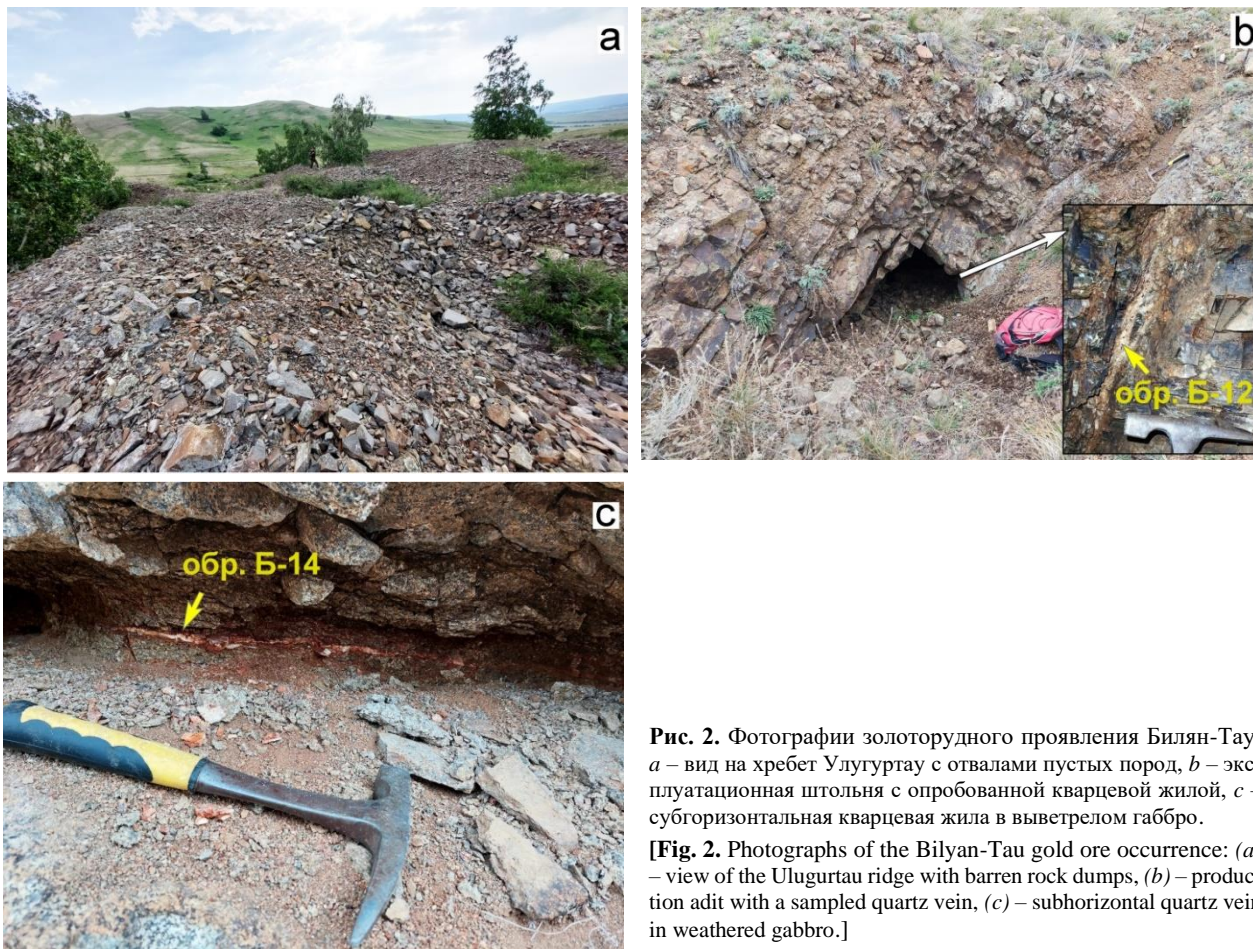 a
b
обр. Б-12
c
обр. Б-14
Рис. 2. Фотографии золоторудного проявления Билян-Тау
a – вид на хребет Улугуртау с отвалами пустых пород, b – экс
плуатационная штольня с опробованной кварцевой жилой, c –
субгоризонтальная кварцевая жила в выветрелом габбро.
[Fig. 2. Photographs of the Bilyan-Tau gold ore occurrence: (a
– view of the Ulugurtau ridge with barren rock dumps, (b) – produc
tion adit with a sampled quartz vein, (c) – subhorizontal quartz vein
in weathered gabbro.]